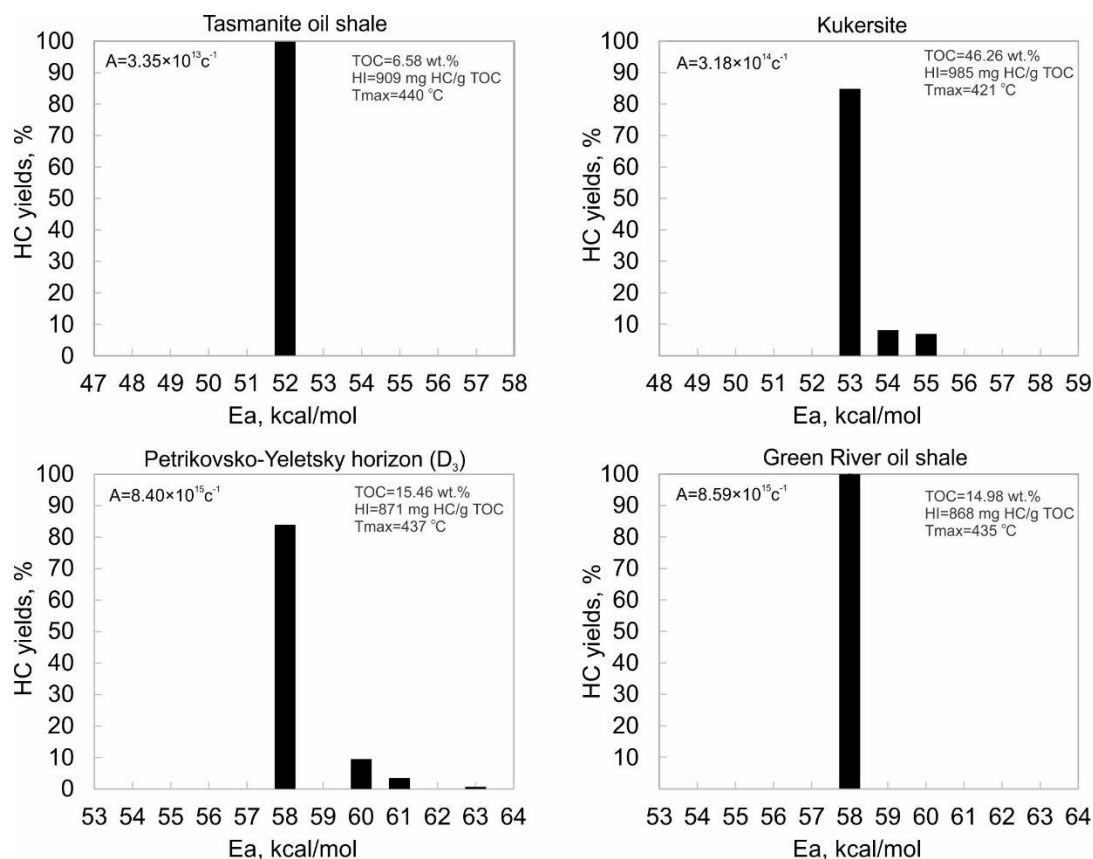 Tasmanite oil shale
A=3.35×10¹³c⁻¹
TOC=6.58 wt.%
HI=909 mg HC/g TOC
Tmax=440 °C
HC yields, %
100
90
80
70
60
50
40
30
20
10
0
47 48 49 50 51 52 53 54 55 56 57 58
Ea, kcal/mol
Kukersite
A=3.18×10¹⁴c⁻¹
TOC=46.26 wt.%
HI=985 mg HC/g TOC
Tmax=421 °C
HC yields, %
100
90
80
70
60
50
40
30
20
10
48 49 50 51 52 53 54 55 56 57 58 59
Ea, kcal/mol
Petrikovsko-Yeletsky horizon (D₃)
A=8.40×10¹⁵c⁻¹
TOC=15.46 wt.%
HI=871 mg HC/g TOC
Tmax=437 °C
HC yields, %
100
90
80
70
60
50
40
30
20
10
0
53 54 55 56 57 58 59 60 61 62 63 64
Ea, kcal/mol
Green River oil shale
A=8.59×10¹⁵c⁻¹
TOC=14.98 wt.%
HI=868 mg HC/g TOC
Tmax=435 °C
HC yields, %
100
90
80
70
60
50
40
30
20
10
53 54 55 56 57 58 59 60 61 62 63 64
Ea, kcal/mol